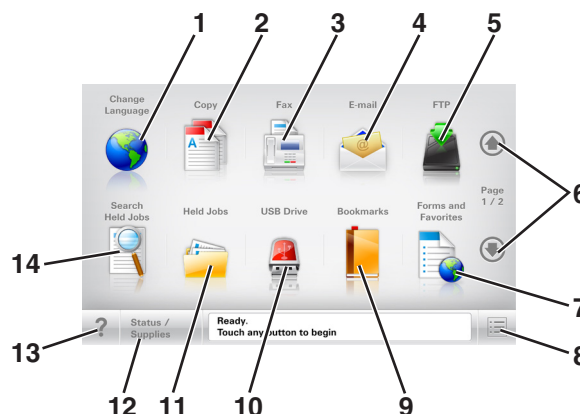 1 2 3 4 5
Change Language Copy Fax E-mail FTP
A @
6
Page
1 / 2
Search Held Jobs Held Jobs USB Drive Bookmarks Forms and Favorites
14
7
? Status / Supplies Ready.
Touch any button to begin
8
13 12 11 10 9